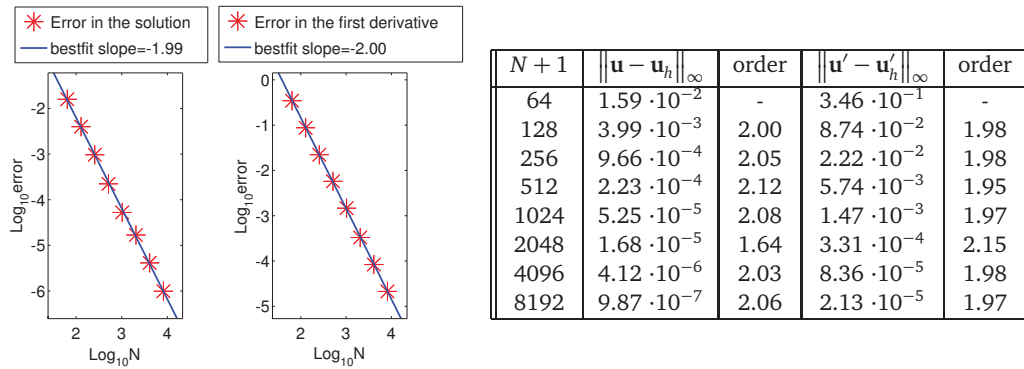 Error in the solution
bestfit slope=-1.99
-2
-3
-4
-5
-6
2
3
4
Log10N
Log10error
Error in the first derivative
bestfit slope=-2.00
0
-1
-2
-3
-4
-5
2
3
4
Log10N
Log10error
N + 1 ‖u − u_h‖∞ order ‖u′ − u′_h‖∞ order
64 1.59 ·10^−2 - 3.46 ·10^−1 -
128 3.99 ·10^−3 2.00 8.74 ·10^−2 1.98
256 9.66 ·10^−4 2.05 2.22 ·10^−2 1.98
512 2.23 ·10^−4 2.12 5.74 ·10^−3 1.95
1024 5.25 ·10^−5 2.08 1.47 ·10^−3 1.97
2048 1.68 ·10^−5 1.64 3.31 ·10^−4 2.15
4096 4.12 ·10^−6 2.03 8.36 ·10^−5 1.98
8192 9.87 ·10^−7 2.06 2.13 ·10^−5 1.97